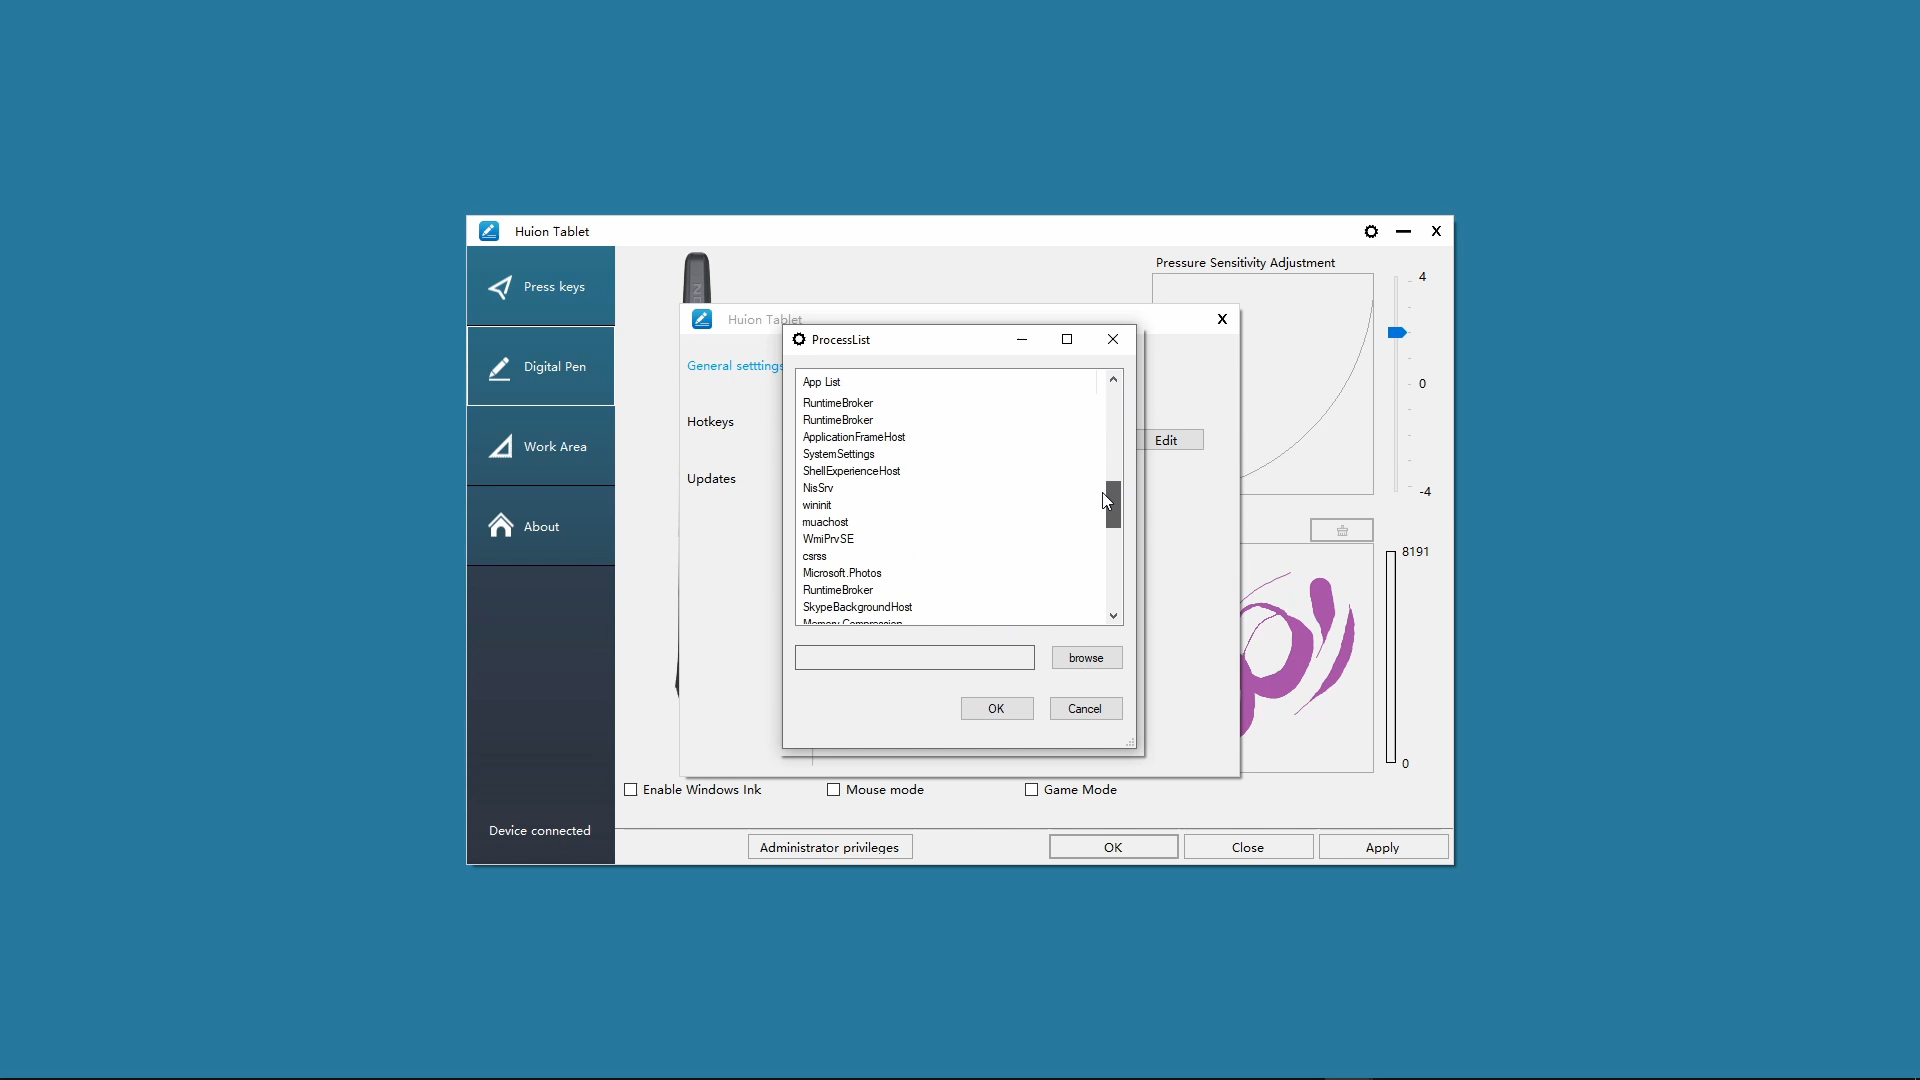 Huion Tablet
Press keys
Digital Pen
Work Area
About
Device connected
Pressure Sensitivity Adjustment
4
0
-4
8191
0
Huion Tablet
General setttings
Hotkeys
Updates
Edit
ProcessList
App List
RuntimeBroker
RuntimeBroker
ApplicationFrameHost
SystemSettings
ShellExperienceHost
NisSrv
wininit
muachost
WmiPrvSE
csrss
Microsoft.Photos
RuntimeBroker
SkypeBackgroundHost
Memory Compression
browse
OK
Cancel
Enable Windows Ink
Mouse mode
Game Mode
Administrator privileges
OK
Close
Apply